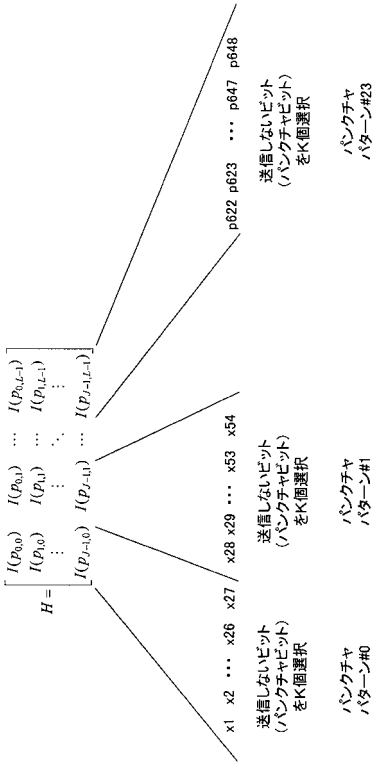 H = [ I(p0,0) I(p0,1) ⋯ I(p0,L-1)
I(p1,0) I(p1,1) ⋯ I(p1,L-1)
⋮ ⋮ ⋱ ⋮
I(pJ-1,0) I(pJ-1,1) ⋯ I(pJ-1,L-1) ]
x1 x2 ⋯ x26 x27
送信しないビット
(パンクチャビット)
をK個選択
パンクチャ
パターン#0
x28 x29 ⋯ x53 x54
送信しないビット
(パンクチャビット)
をK個選択
パンクチャ
パターン#1
p622 p623 ⋯ p647 p648
送信しないビット
(パンクチャビット)
をK個選択
パンクチャ
パターン#23